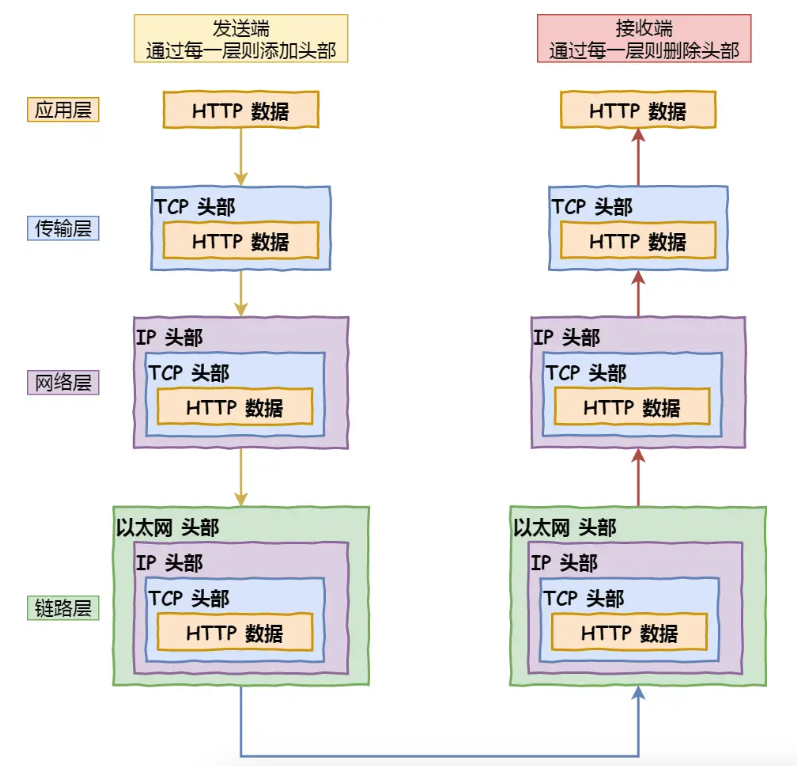 发送端
通过每一层则添加头部
接收端
通过每一层则删除头部
应用层
HTTP 数据
HTTP 数据
传输层
TCP 头部
HTTP 数据
TCP 头部
HTTP 数据
网络层
IP 头部
TCP 头部
HTTP 数据
IP 头部
TCP 头部
HTTP 数据
链路层
以太网 头部
IP 头部
TCP 头部
HTTP 数据
以太网 头部
IP 头部
TCP 头部
HTTP 数据